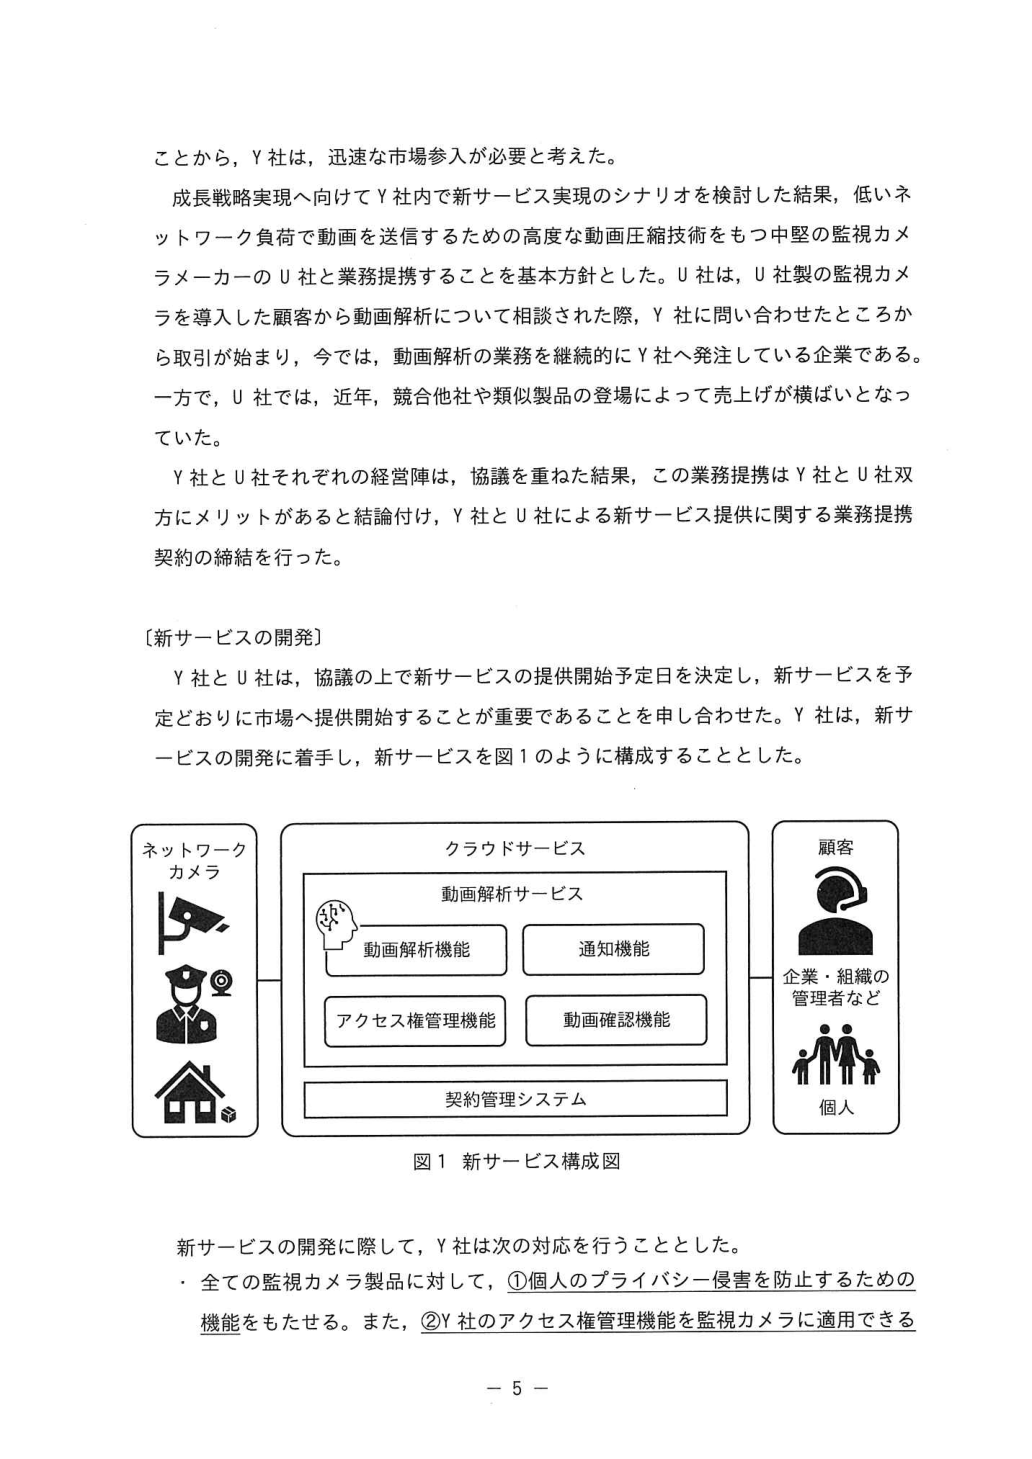 ことから，Y 社は，迅速な市場参入が必要と考えた。
成長戦略実現へ向けて Y 社内で新サービス実現のシナリオを検討した結果，低いネ
ットワーク負荷で動画を送信するための高度な動画圧縮技術をもつ中堅の監視カメ
ラメーカーの U 社と業務提携することを基本方針とした。U 社は，U 社製の監視カメ
ラを導入した顧客から動画解析について相談された際，Y 社に問い合わせたところか
ら取引が始まり，今では，動画解析の業務を継続的に Y 社へ発注している企業である。
一方で，U 社では，近年，競合他社や類似製品の登場によって売上げが横ばいとなっ
ていた。
Y 社と U 社それぞれの経営陣は，協議を重ねた結果，この業務提携は Y 社と U 社双
方にメリットがあると結論付け，Y 社と U 社による新サービス提供に関する業務提携
契約の締結を行った。
〔新サービスの開発〕
Y 社と U 社は，協議の上で新サービスの提供開始予定日を決定し，新サービスを予
定どおりに市場へ提供開始することが重要であることを申し合わせた。Y 社は，新サ
ービスの開発に着手し，新サービスを図 1 のように構成することとした。
ネットワーク
カメラ
クラウドサービス
動画解析サービス
動画解析機能
通知機能
アクセス権管理機能
動画確認機能
契約管理システム
顧客
企業・組織の
管理者など
個人
図 1 新サービス構成図
新サービスの開発に際して，Y 社は次の対応を行うこととした。
・ 全ての監視カメラ製品に対して，①個人のプライバシー侵害を防止するための
機能をもたせる。また，②Y 社のアクセス権管理機能を監視カメラに適用できる
― 5 ―